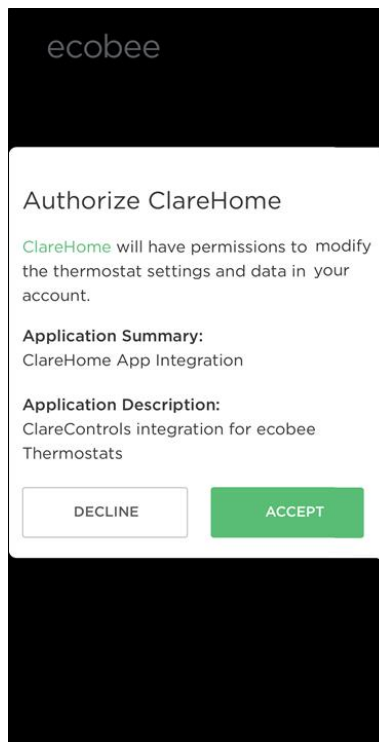 ecobee
Authorize ClareHome
ClareHome will have permissions to modify
the thermostat settings and data in your
account.
Application Summary:
ClareHome App Integration
Application Description:
ClareControls integration for ecobee
Thermostats
DECLINE
ACCEPT